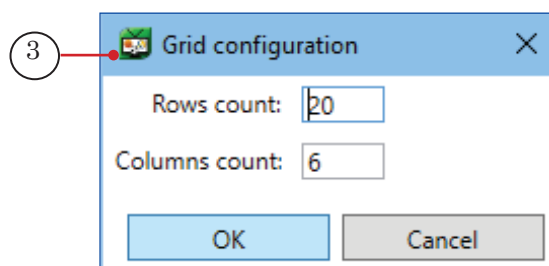 3
Grid configuration
Rows count: 20
Columns count: 6
OK Cancel